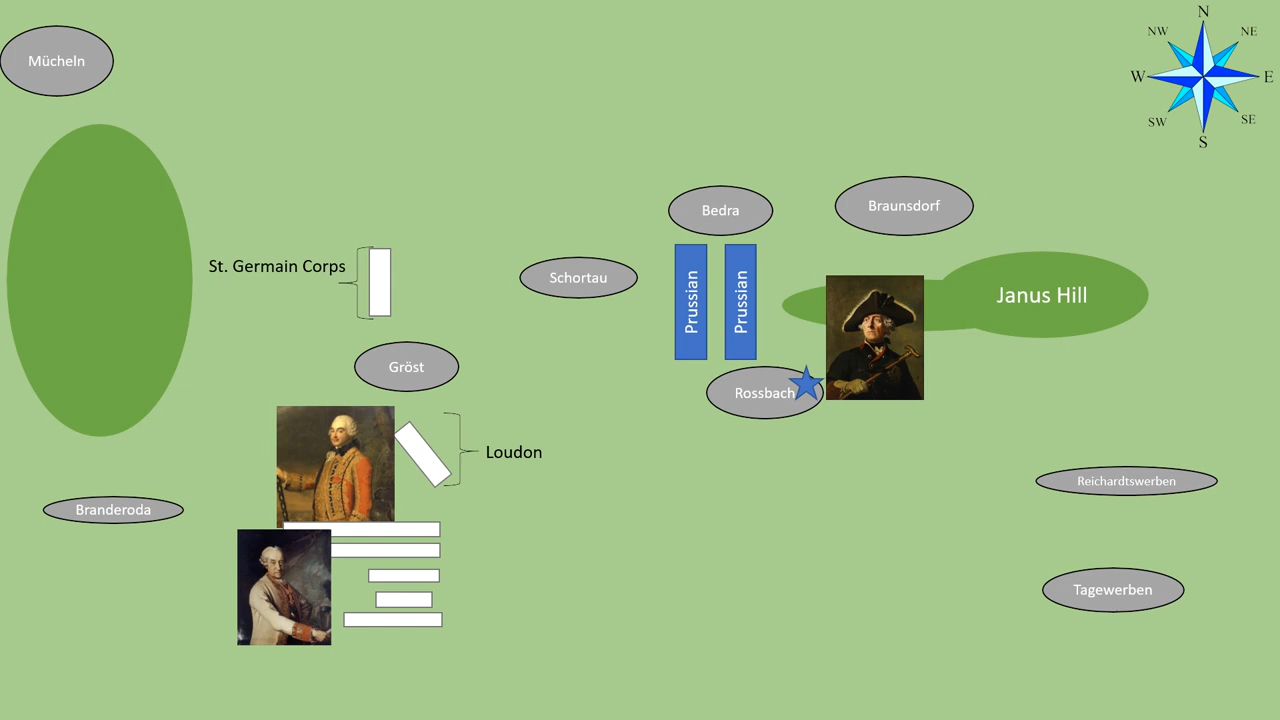 N
NW
NE
W
E
SW
SE
S
Mücheln
Bedra
Braunsdorf
St. Germain Corps
Schortau
Prussian
Prussian
Janus Hill
Gröst
Rossbach
Loudon
Reichardtswerben
Branderoda
Tagewerben